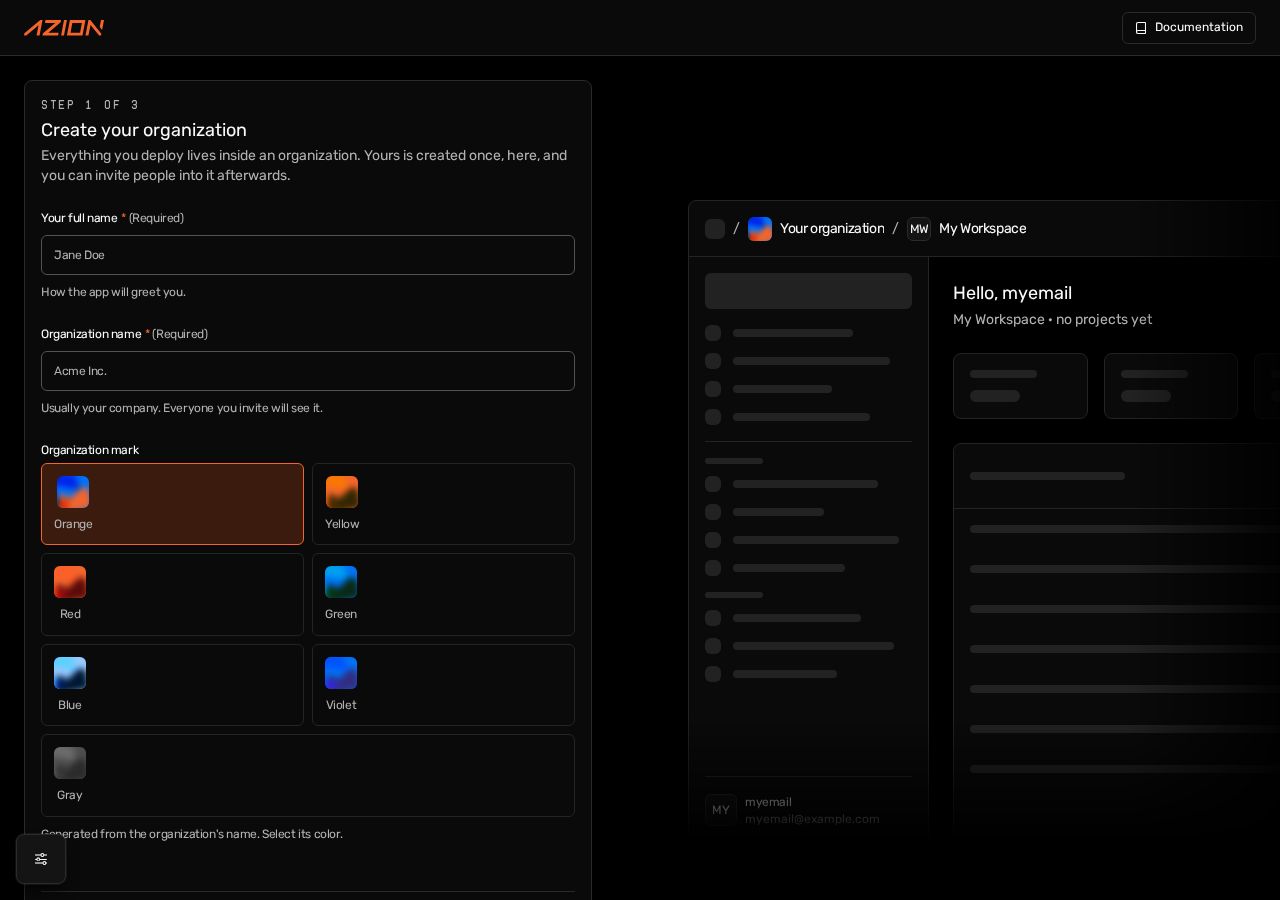 AZION
Documentation
STEP 1 OF 3
Create your organization
Everything you deploy lives inside an organization. Yours is created once, here, and
you can invite people into it afterwards.
Your full name * (Required)
Jane Doe
How the app will greet you.
Organization name * (Required)
Acme Inc.
Usually your company. Everyone you invite will see it.
Organization mark
Orange
Yellow
Red
Green
Blue
Violet
Gray
Generated from the organization's name. Select its color.
/ Your organization / MW My Workspace
Hello, myemail
My Workspace • no projects yet
MY
myemail
myemail@example.com